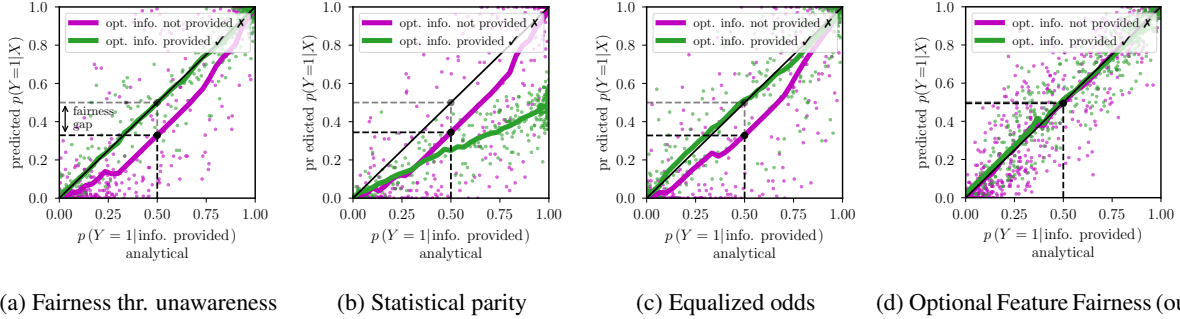 1.0
0.8
0.6
0.4
0.2
0.0
predicted p(Y=1|X)
opt. info. not provided ✗
opt. info. provided ✓
fairness
gap
0.00 0.25 0.50 0.75 1.00
p (Y = 1|info. provided)
analytical
(a) Fairness thr. unawareness
1.0
0.8
0.6
0.4
0.2
0.0
pr edicted p(Y=1|X)
opt. info. not provided ✗
opt. info. provided ✓
0.00 0.25 0.50 0.75 1.00
p (Y = 1|info. provided)
analytical
(b) Statistical parity
1.0
0.8
0.6
0.4
0.2
0.0
predicted p(Y=1|X)
opt. info. not provided ✗
opt. info. provided ✓
0.00 0.25 0.50 0.75 1.00
p (Y = 1|info. provided)
analytical
(c) Equalized odds
1.0
0.8
0.6
0.4
0.2
0.0
predicted p(Y=1|X)
opt. info. not provided ✗
opt. info. provided ✓
0.00 0.25 0.50 0.75 1.00
p (Y = 1|info. provided)
analytical
(d) Optional Feature Fairness (ou